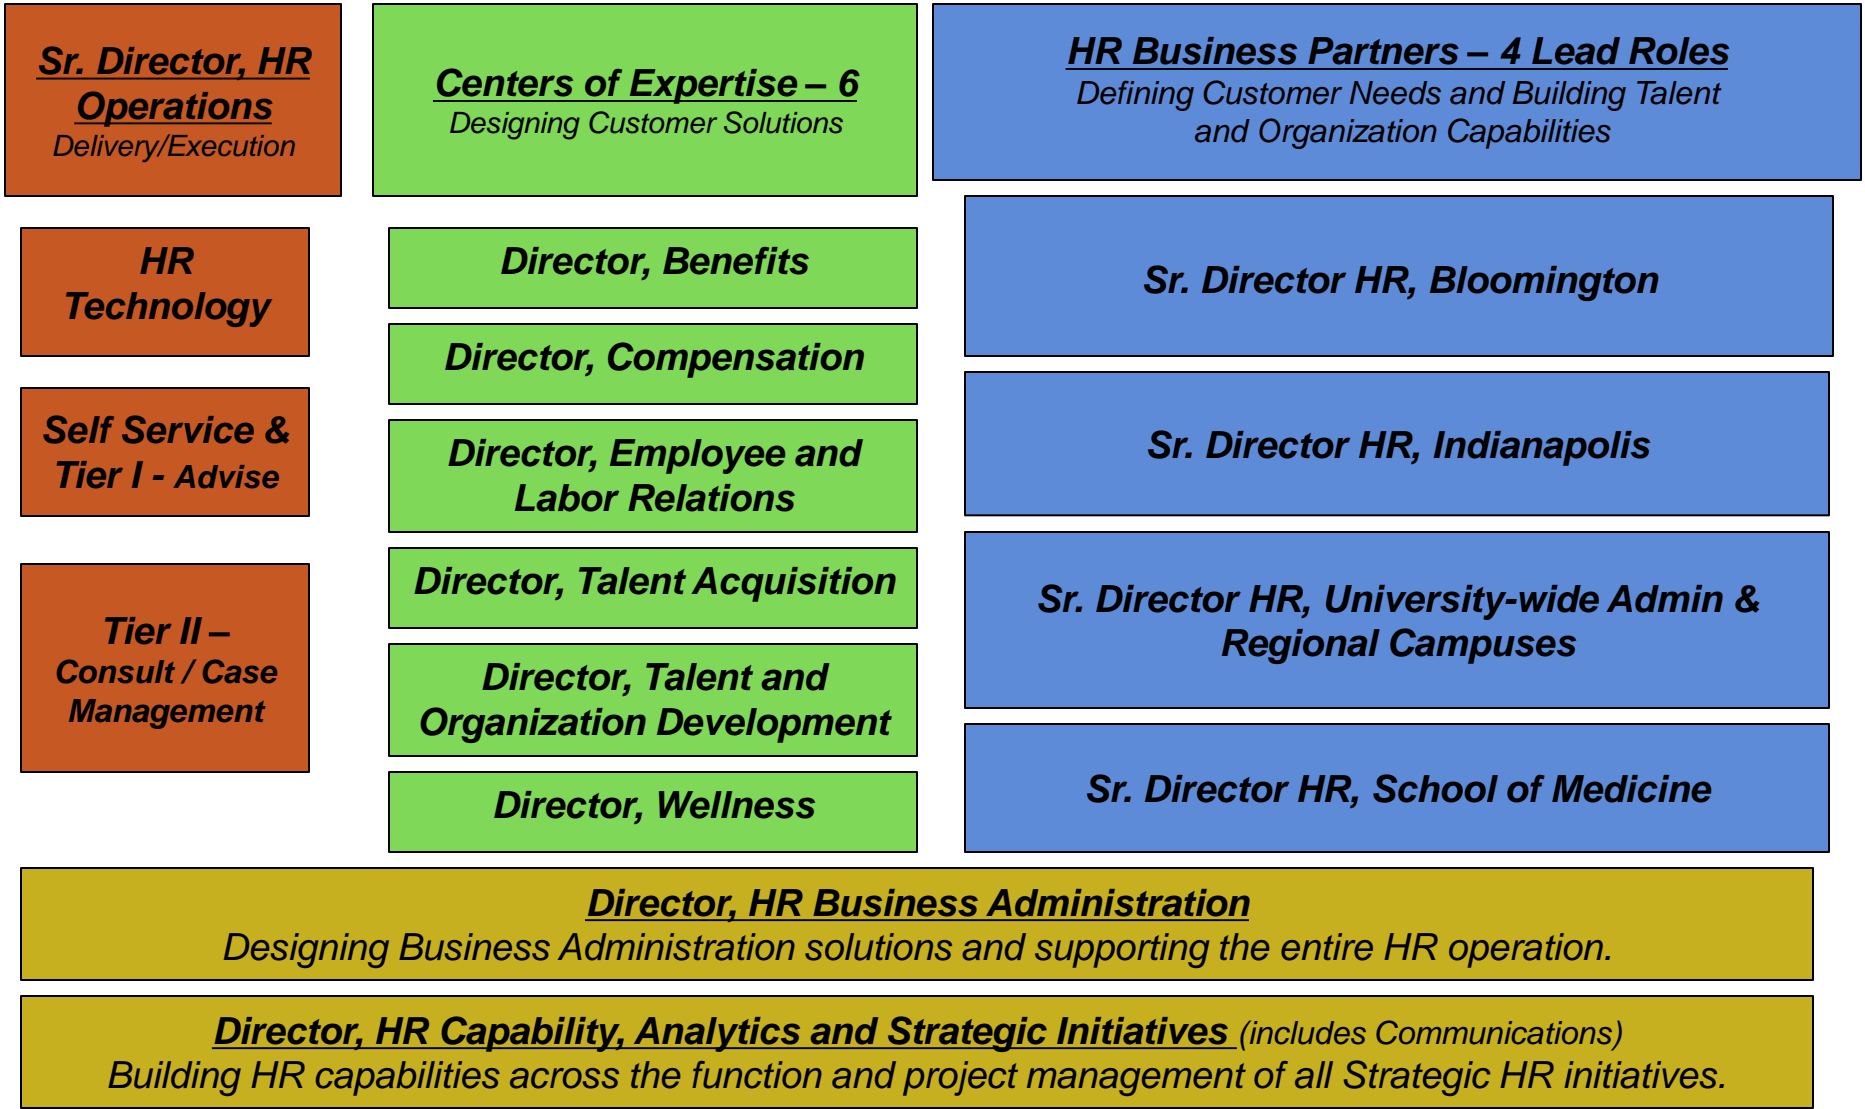 Sr. Director, HR
Operations
Delivery/Execution
HR
Technology
Self Service &
Tier I - Advise
Tier II –
Consult / Case
Management
Centers of Expertise – 6
Designing Customer Solutions
Director, Benefits
Director, Compensation
Director, Employee and
Labor Relations
Director, Talent Acquisition
Director, Talent and
Organization Development
Director, Wellness
HR Business Partners – 4 Lead Roles
Defining Customer Needs and Building Talent
and Organization Capabilities
Sr. Director HR, Bloomington
Sr. Director HR, Indianapolis
Sr. Director HR, University-wide Admin &
Regional Campuses
Sr. Director HR, School of Medicine
Director, HR Business Administration
Designing Business Administration solutions and supporting the entire HR operation.
Director, HR Capability, Analytics and Strategic Initiatives (includes Communications)
Building HR capabilities across the function and project management of all Strategic HR initiatives.